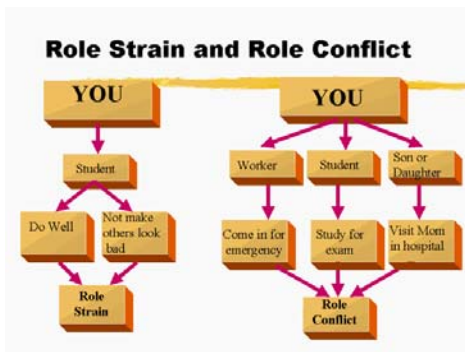 Role Strain and Role Conflict
YOU
Student
Do Well
Not make
others look
bad
Role
Strain
YOU
Worker
Student
Son or
Daughter
Come in for
emergency
Study for
exam
Visit Mom
in hospital
Role
Conflict